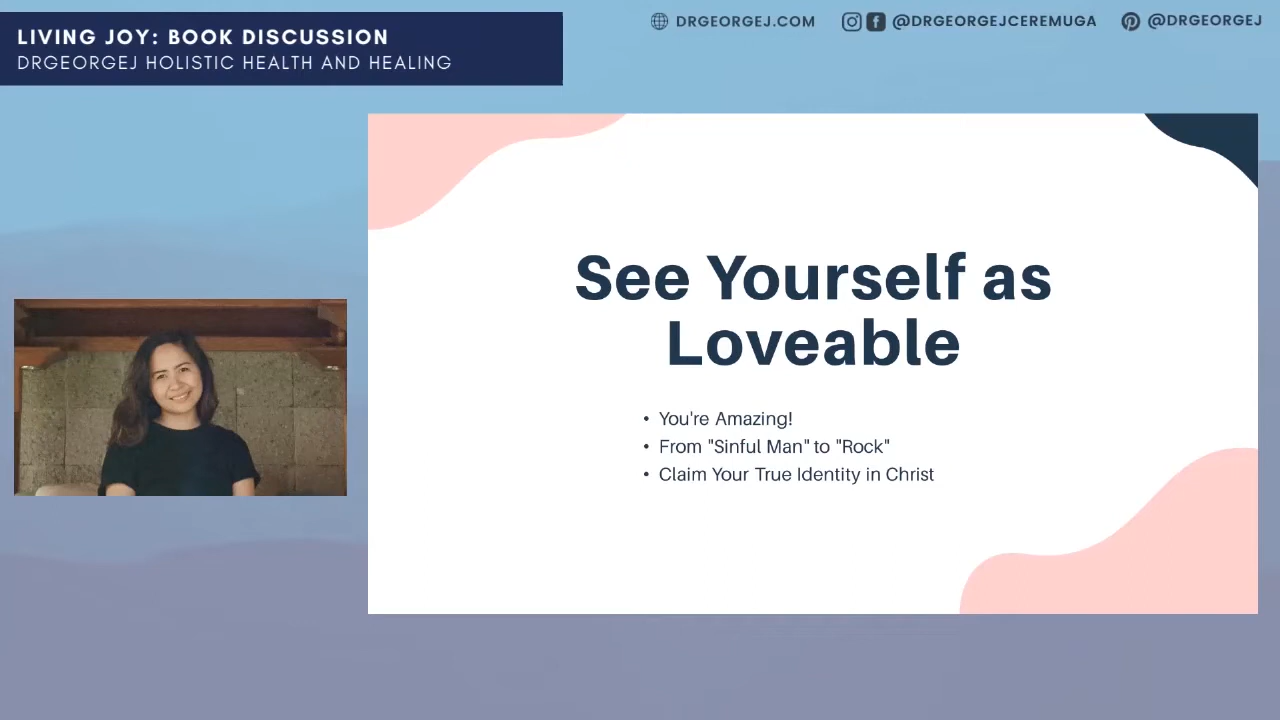 LIVING JOY: BOOK DISCUSSION
DRGEORGEJ HOLISTIC HEALTH AND HEALING
DRGEORGEJ.COM
@DRGEORGEJCEREMUGA
@DRGEORGEJ
See Yourself as
Loveable
• You're Amazing!
• From "Sinful Man" to "Rock"
• Claim Your True Identity in Christ